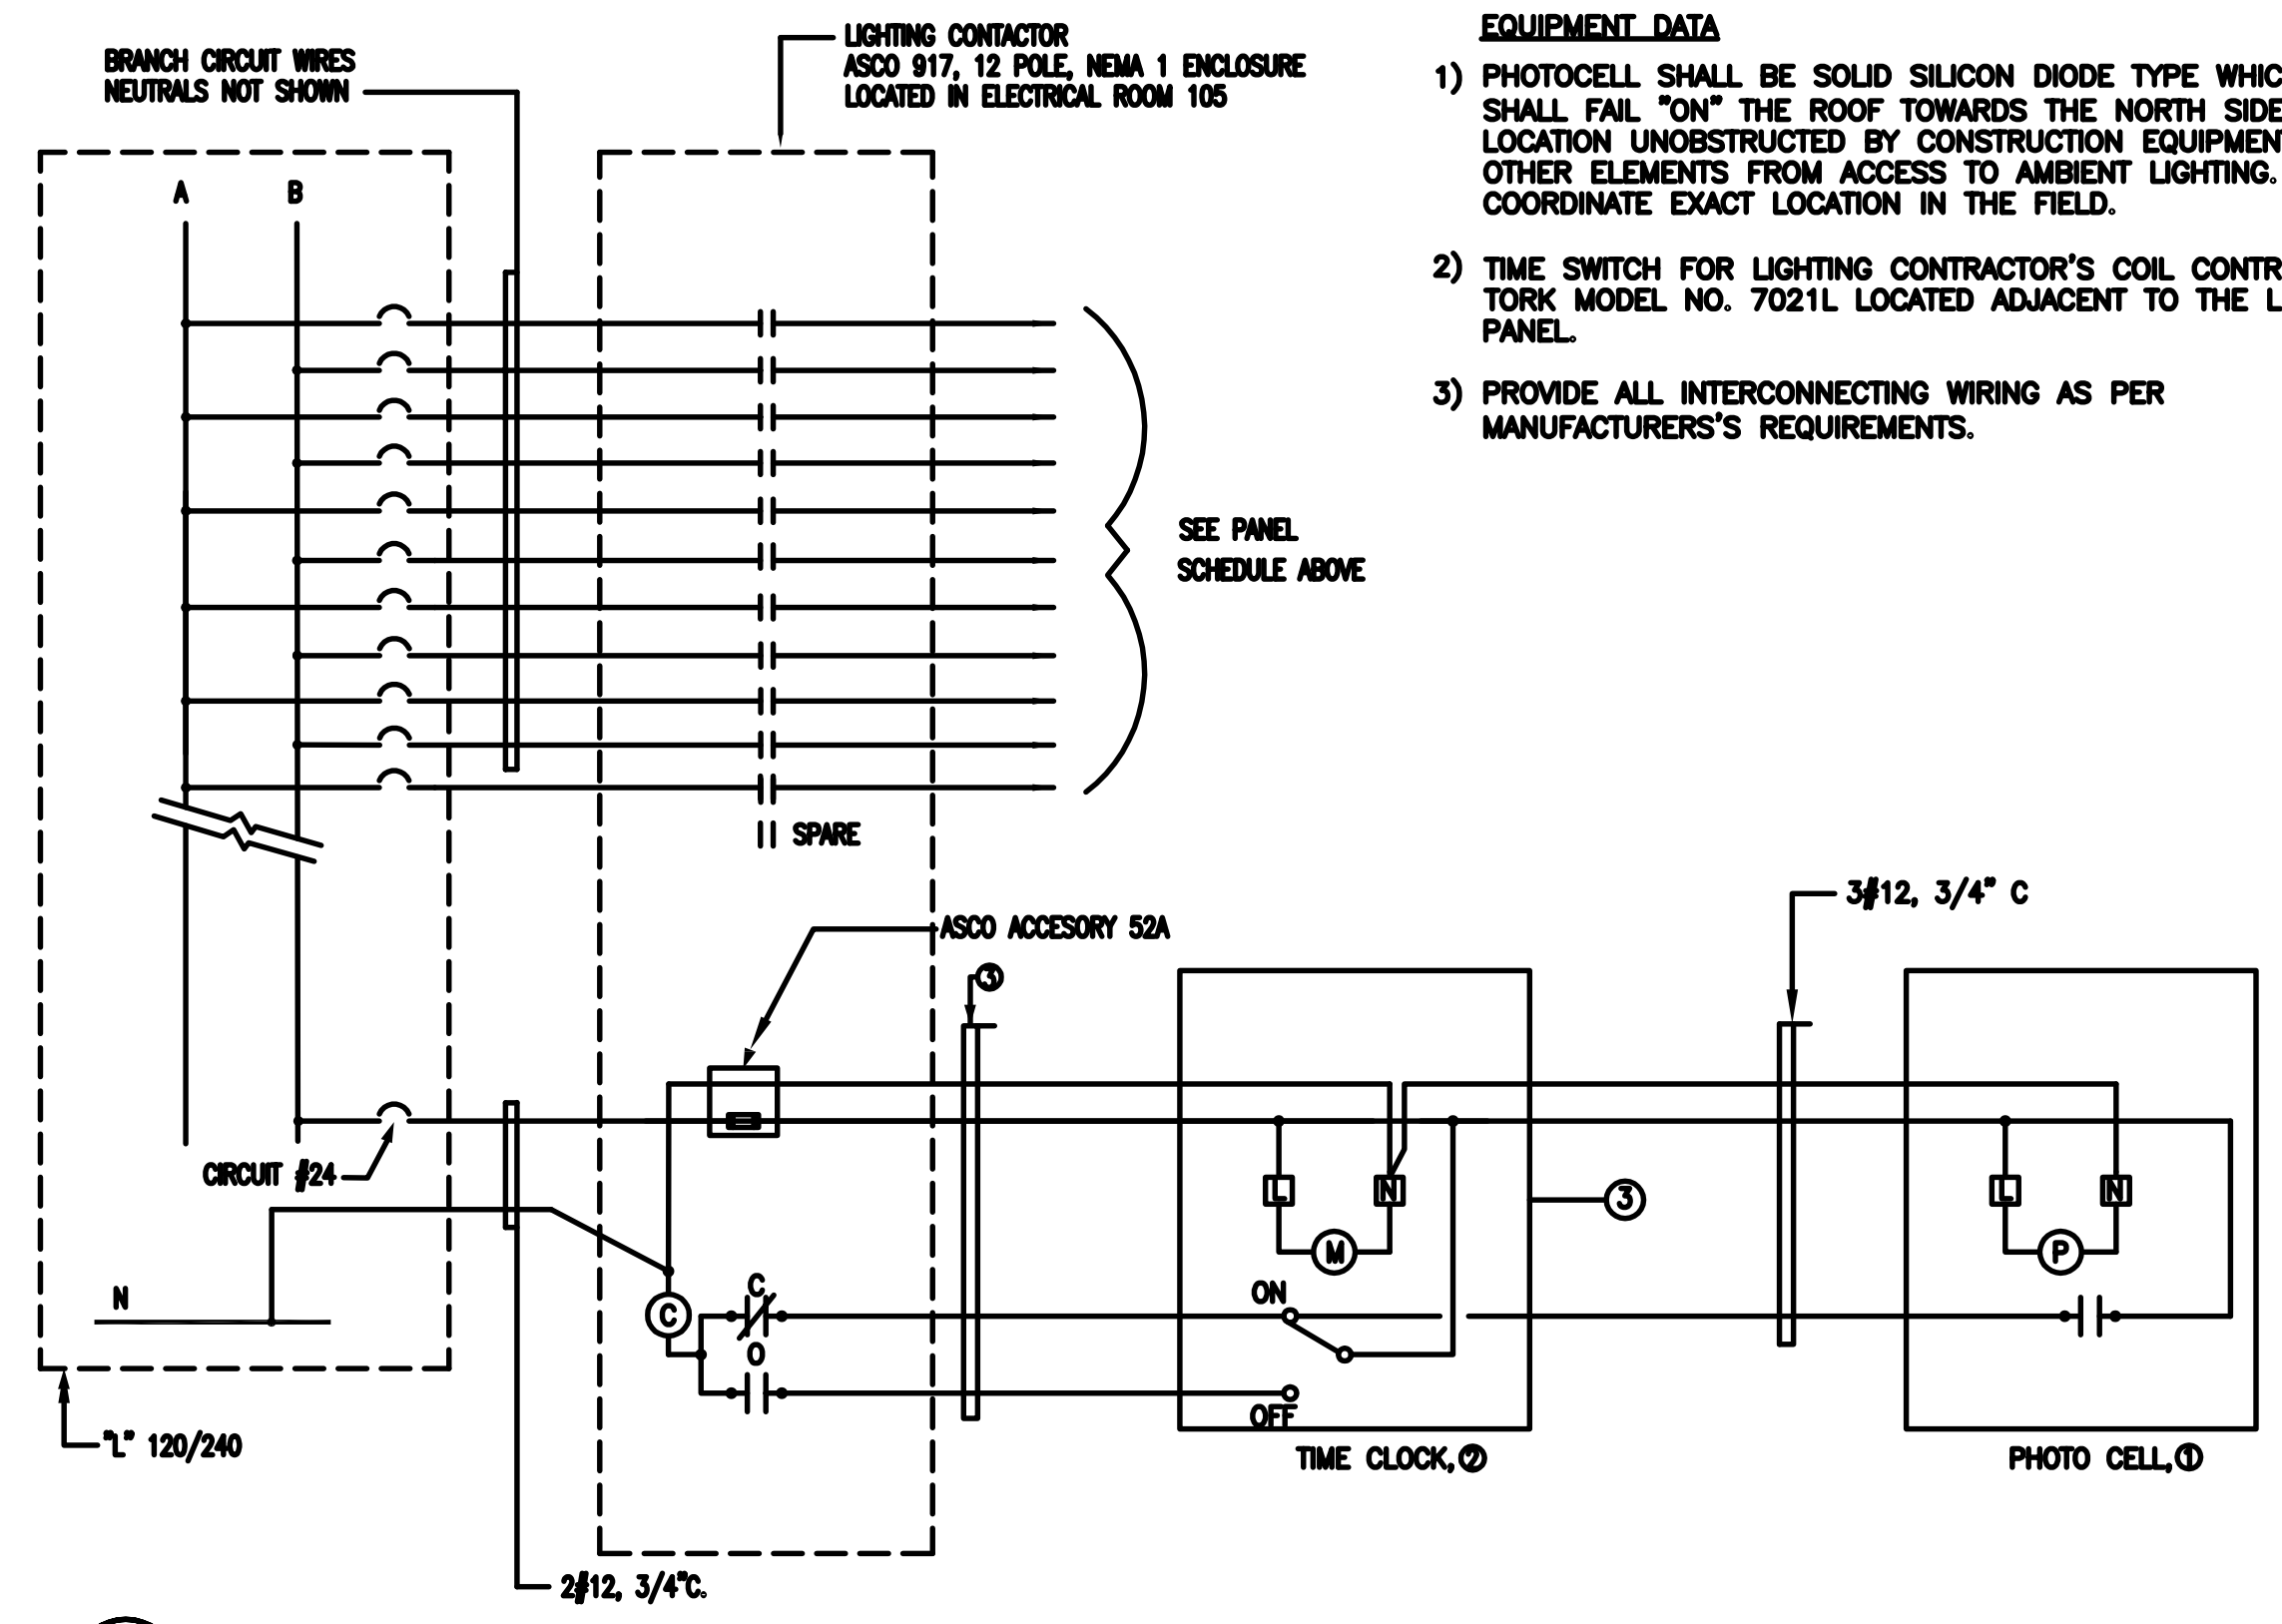 BRANCH CIRCUIT WIRES
NEUTRALS NOT SHOWN
LIGHTING CONTACTOR
ASCO 917, 12 POLE, NEMA 1 ENCLOSURE
LOCATED IN ELECTRICAL ROOM 105
EQUIPMENT DATA
1) PHOTOCELL SHALL BE SOLID SILICON DIODE TYPE WHIC
SHALL FAIL "ON" THE ROOF TOWARDS THE NORTH SIDE
LOCATION UNOBSTRUCTED BY CONSTRUCTION EQUIPMEN
OTHER ELEMENTS FROM ACCESS TO AMBIENT LIGHTING.
COORDINATE EXACT LOCATION IN THE FIELD.
2) TIME SWITCH FOR LIGHTING CONTRACTOR'S COIL CONTR
TORK MODEL NO. 7021L LOCATED ADJACENT TO THE L
PANEL.
3) PROVIDE ALL INTERCONNECTING WIRING AS PER
MANUFACTURERS'S REQUIREMENTS.
A B
SEE PANEL
SCHEDULE ABOVE
SPARE
ASCO ACCESORY 52A
3
3#12, 3/4" C
CIRCUIT #24
L N
M
3
L N
P
N
C
C
O
ON
OFF
"L" 120/240
TIME CLOCK, 2
PHOTO CELL, 1
2#12, 3/4"C.